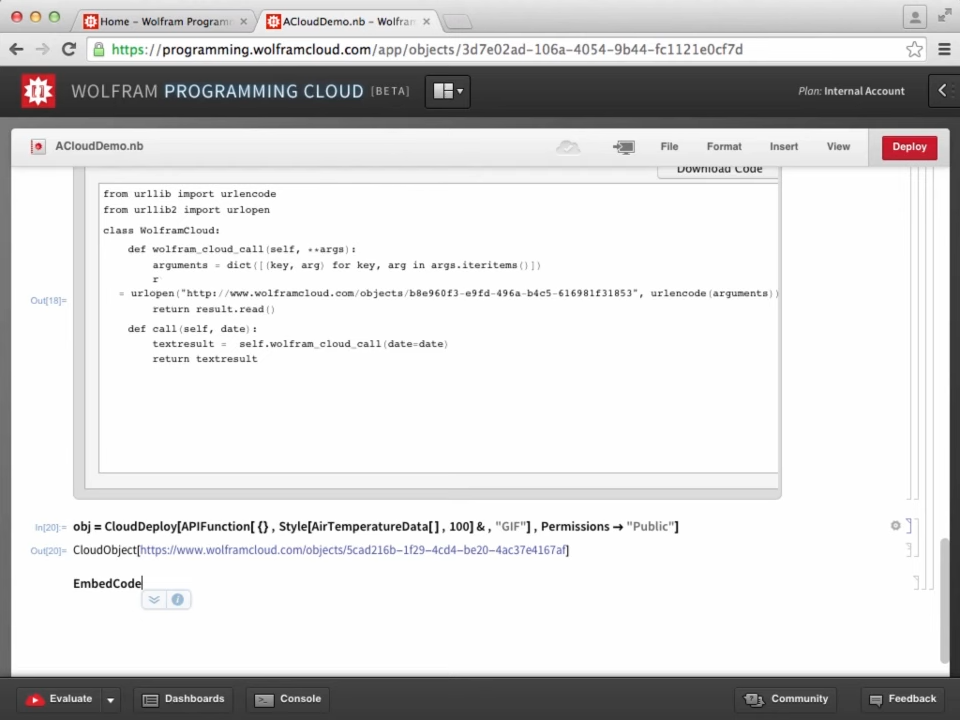 Home – Wolfram Programm
ACloudDemo.nb – Wolfram
https://programming.wolframcloud.com/app/objects/3d7e02ad-106a-4054-9b44-fc1121e0cf7d
WOLFRAM PROGRAMMING CLOUD [BETA]
Plan: Internal Account
ACloudDemo.nb
File Format Insert View Deploy
Download Code
from urllib import urlencode
from urllib2 import urlopen
class WolframCloud:
def wolfram_cloud_call(self, **args):
arguments = dict([(key, arg) for key, arg in args.iteritems()])
r
Out[18]= = urlopen("http://www.wolframcloud.com/objects/b8e960f3-e9fd-496a-b4c5-616981f31853", urlencode(arguments))
return result.read()
def call(self, date):
textresult = self.wolfram_cloud_call(date=date)
return textresult
In[20]:= obj = CloudDeploy[APIFunction[ {} , Style[AirTemperatureData[ ] , 100] & , "GIF"] , Permissions → "Public"]
Out[20]= CloudObject[https://www.wolframcloud.com/objects/5cad216b-1f29-4cd4-be20-4ac37e4167af]
EmbedCode
Evaluate Dashboards Console Community Feedback